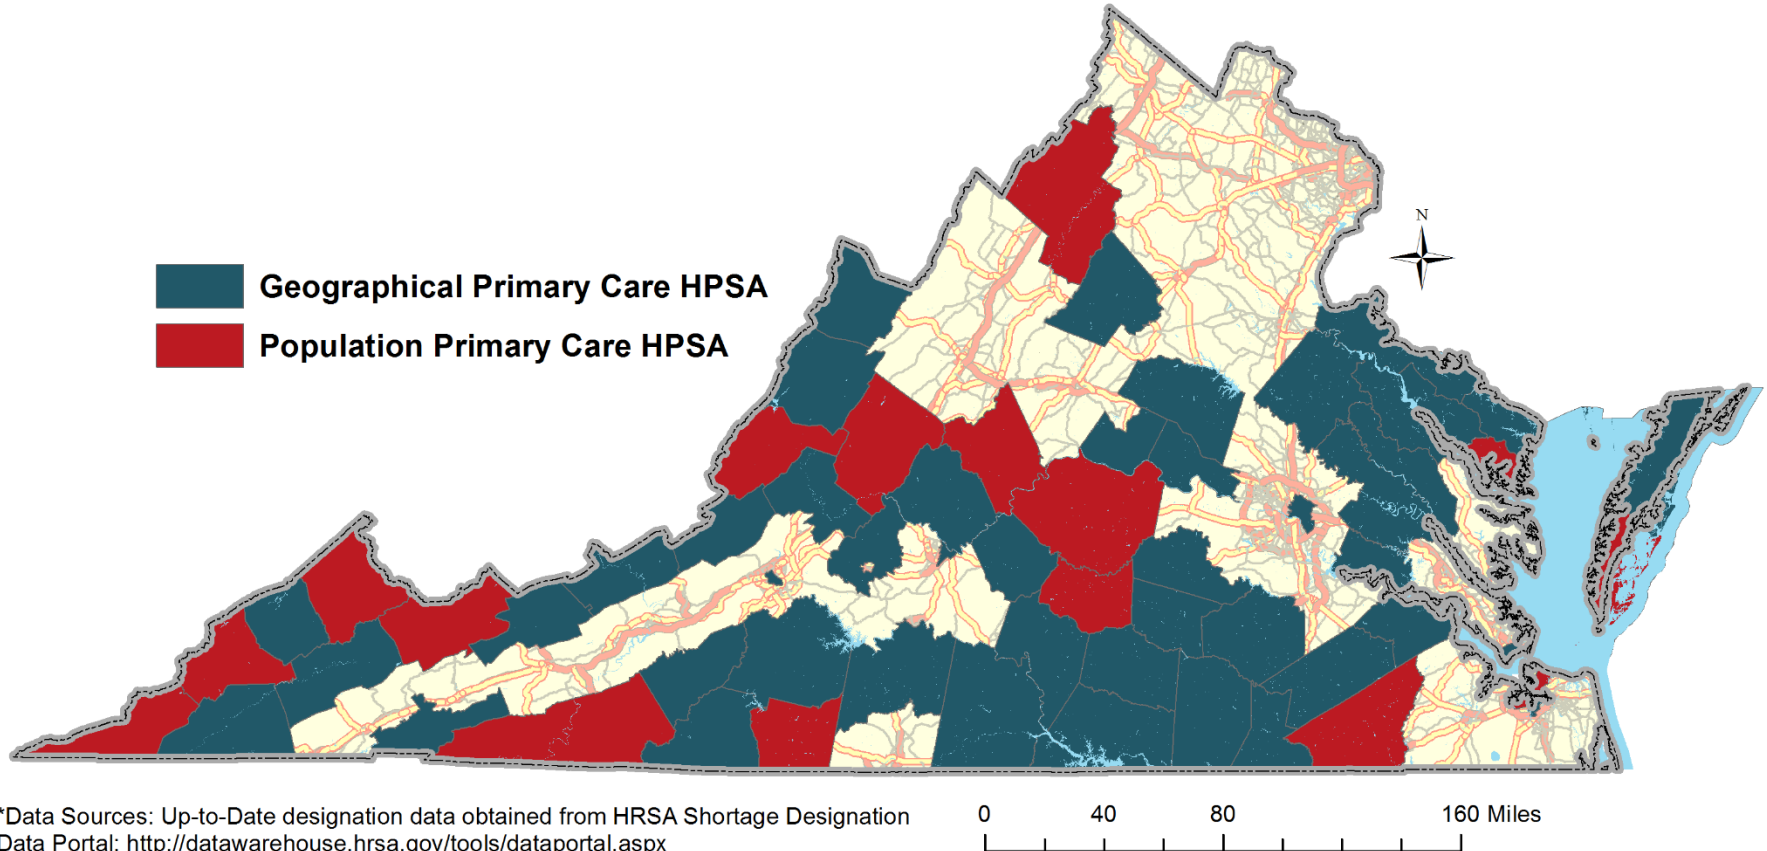 N
Geographical Primary Care HPSA
Population Primary Care HPSA
*Data Sources: Up-to-Date designation data obtained from HRSA Shortage Designation
Data Portal: http://datawarehouse.hrsa.gov/tools/dataportal.aspx
0 40 80 160 Miles